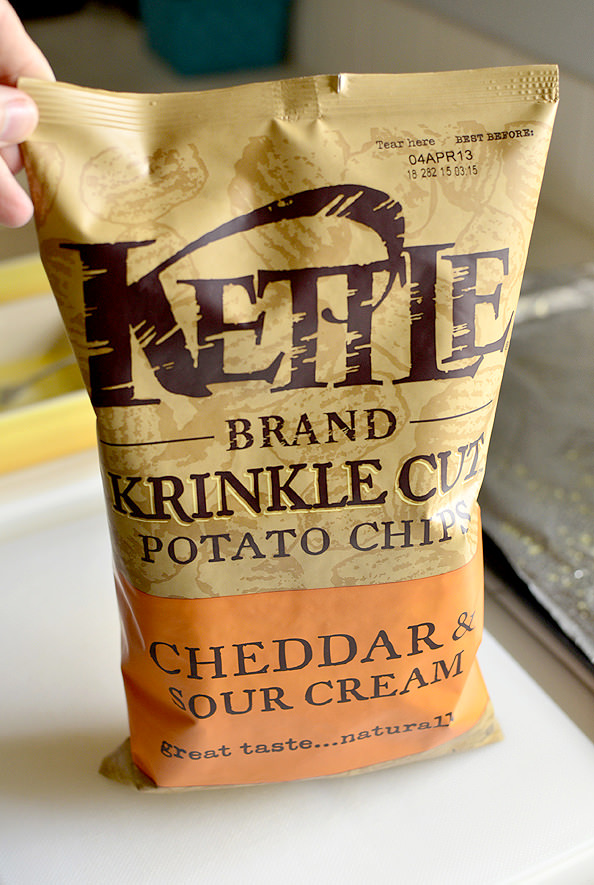 Tear here BEST BEFORE:
04APR13
18 282 15 03:15
KETTLE
BRAND
KRINKLE CUT
POTATO CHIPS
CHEDDAR &
SOUR CREAM
great taste...naturall